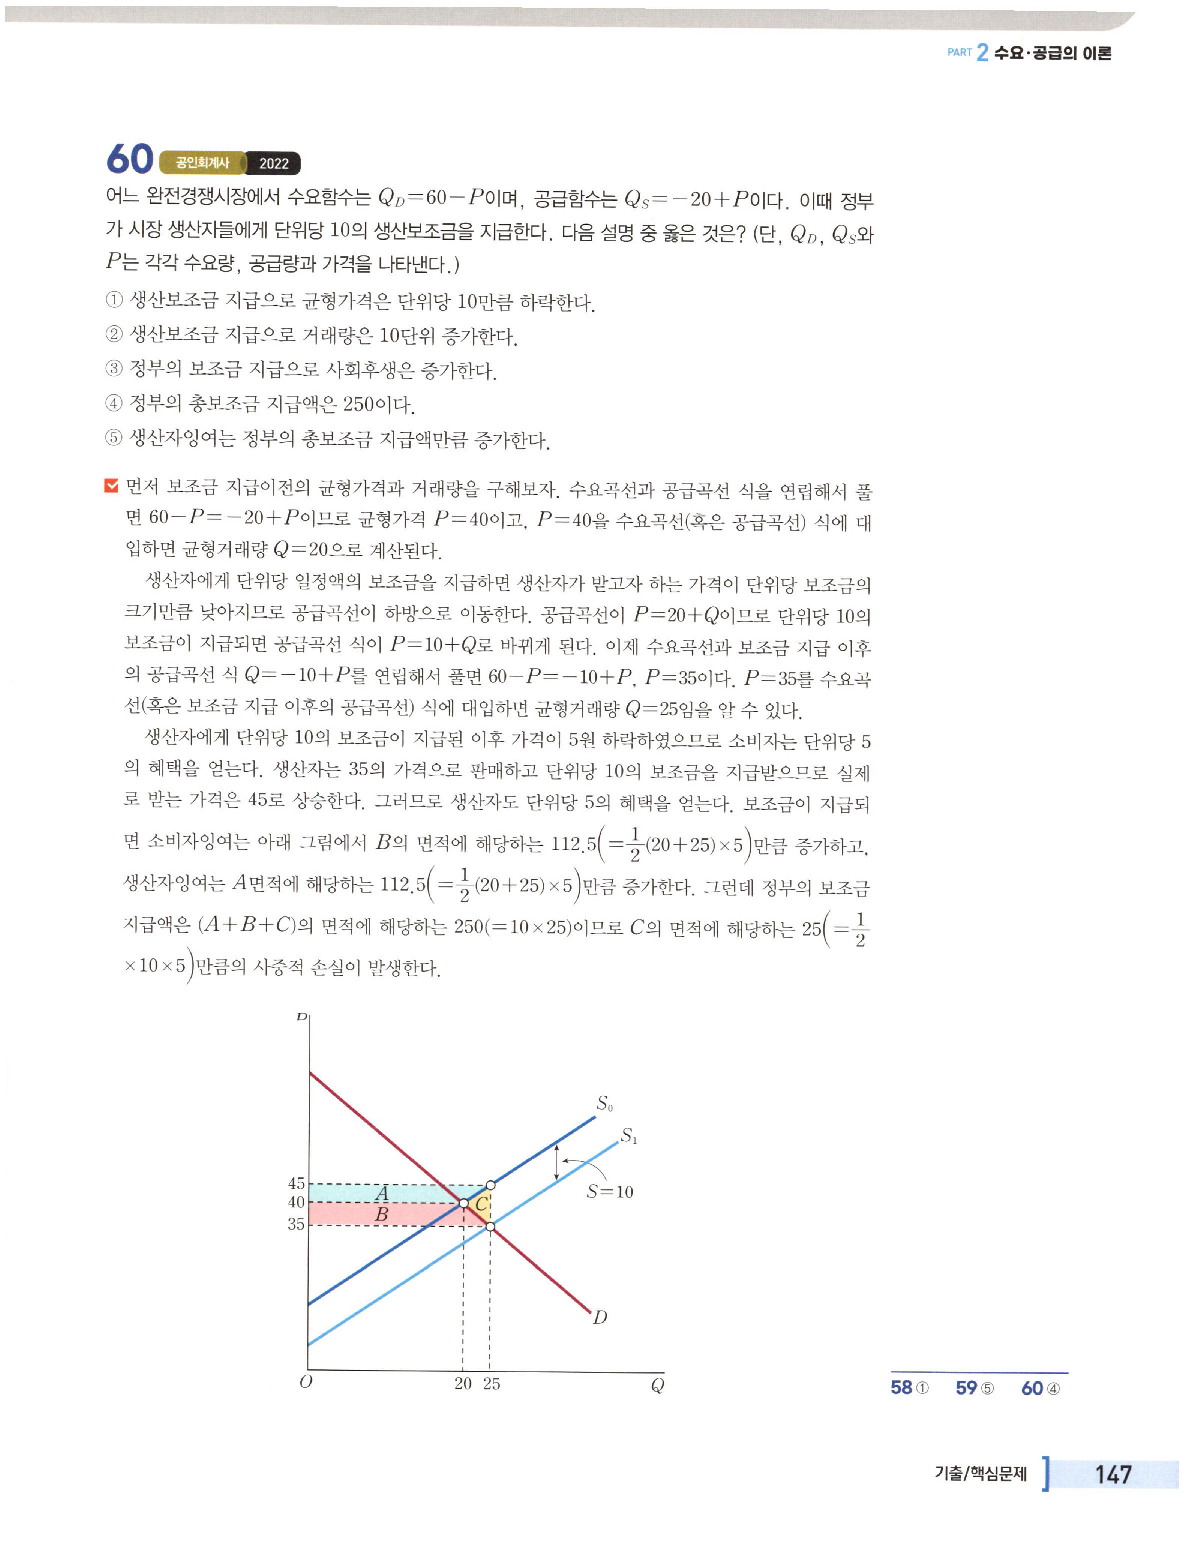 PART 2 수요·공급의 이론
60 공인회계사 2022
어느 완전경쟁시장에서 수요함수는 Q_D=60−P이며, 공급함수는 Q_S=−20+P이다. 이때 정부
가 시장 생산자들에게 단위당 10의 생산보조금을 지급한다. 다음 설명 중 옳은 것은? (단, Q_D, Q_S와
P는 각각 수요량, 공급량과 가격을 나타낸다.)
① 생산보조금 지급으로 균형가격은 단위당 10만큼 하락한다.
② 생산보조금 지급으로 거래량은 10단위 증가한다.
③ 정부의 보조금 지급으로 사회후생은 증가한다.
④ 정부의 총보조금 지급액은 250이다.
⑤ 생산자잉여는 정부의 총보조금 지급액만큼 증가한다.
먼저 보조금 지급이전의 균형가격과 거래량을 구해보자. 수요곡선과 공급곡선 식을 연립해서 풀
면 60−P=−20+P이므로 균형가격 P=40이고, P=40을 수요곡선(혹은 공급곡선) 식에 대
입하면 균형거래량 Q=20으로 계산된다.
생산자에게 단위당 일정액의 보조금을 지급하면 생산자가 받고자 하는 가격이 단위당 보조금의
크기만큼 낮아지므로 공급곡선이 하방으로 이동한다. 공급곡선이 P=20+Q이므로 단위당 10의
보조금이 지급되면 공급곡선 식이 P=10+Q로 바뀌게 된다. 이제 수요곡선과 보조금 지급 이후
의 공급곡선 식 Q=−10+P를 연립해서 풀면 60−P=−10+P, P=35이다. P=35를 수요곡
선(혹은 보조금 지급 이후의 공급곡선) 식에 대입하면 균형거래량 Q=25임을 알 수 있다.
생산자에게 단위당 10의 보조금이 지급된 이후 가격이 5원 하락하였으므로 소비자는 단위당 5
의 혜택을 얻는다. 생산자는 35의 가격으로 판매하고 단위당 10의 보조금을 지급받으므로 실제
로 받는 가격은 45로 상승한다. 그러므로 생산자도 단위당 5의 혜택을 얻는다. 보조금이 지급되
면 소비자잉여는 아래 그림에서 B의 면적에 해당하는 112.5(=1/2(20+25)×5)만큼 증가하고,
생산자잉여는 A면적에 해당하는 112.5(=1/2(20+25)×5)만큼 증가한다. 그런데 정부의 보조금
지급액은 (A+B+C)의 면적에 해당하는 250(=10×25)이므로 C의 면적에 해당하는 25(=1/2
×10×5)만큼의 사중적 손실이 발생한다.
P
S₀
S₁
S=10
45
A
40
C
B
35
D
O
20 25
Q
58 ① 59 ⑤ 60 ④
기출/핵심문제 147